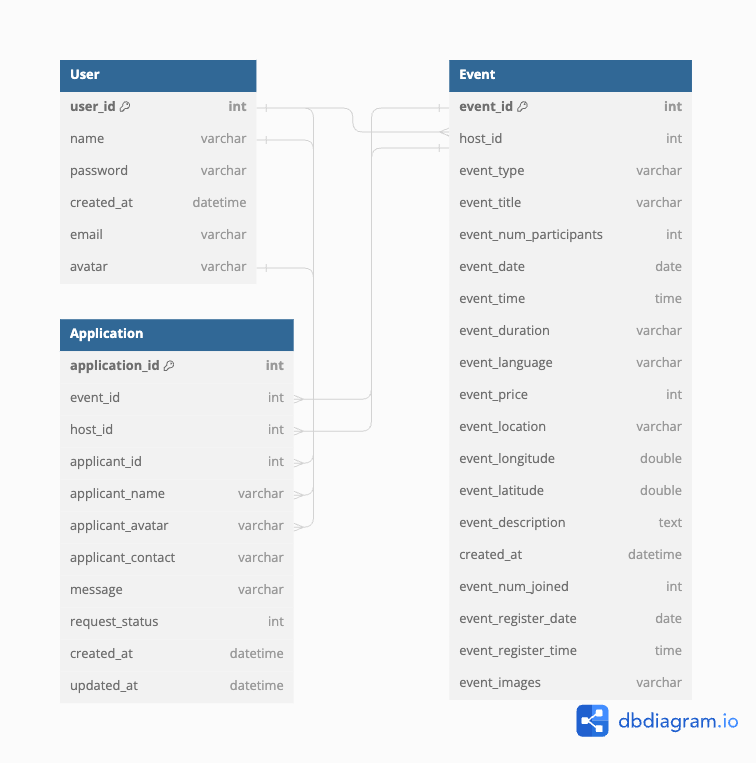 User
user_id int
name varchar
password varchar
created_at datetime
email varchar
avatar varchar
Application
application_id int
event_id int
host_id int
applicant_id int
applicant_name varchar
applicant_avatar varchar
applicant_contact varchar
message varchar
request_status int
created_at datetime
updated_at datetime
Event
event_id int
host_id int
event_type varchar
event_title varchar
event_num_participants int
event_date date
event_time time
event_duration varchar
event_language varchar
event_price int
event_location varchar
event_longitude double
event_latitude double
event_description text
created_at datetime
event_num_joined int
event_register_date date
event_register_time time
event_images varchar
dbdiagram.io